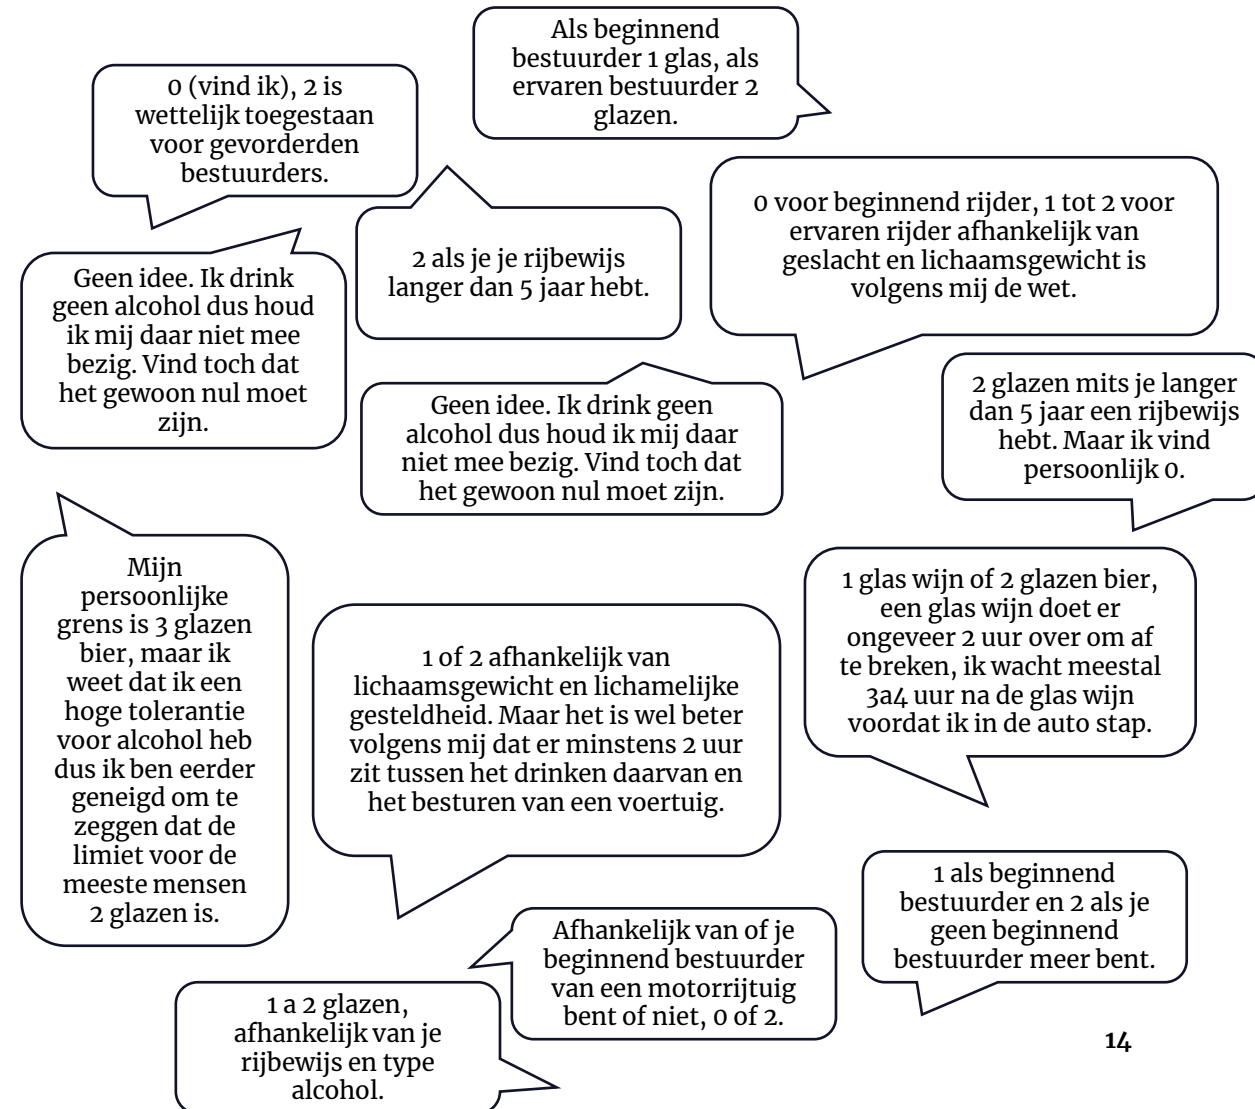 Als beginnend
bestuurder 1 glas, als
ervaren bestuurder 2
glazen.
0 (vind ik), 2 is
wettelijk toegestaan
voor gevorderden
bestuurders.
0 voor beginnend rijder, 1 tot 2 voor
ervaren rijder afhankelijk van
geslacht en lichaamsgewicht is
volgens mij de wet.
2 als je je rijbewijs
langer dan 5 jaar hebt.
Geen idee. Ik drink
geen alcohol dus houd
ik mij daar niet mee
bezig. Vind toch dat
het gewoon nul moet
zijn.
Geen idee. Ik drink geen
alcohol dus houd ik mij daar
niet mee bezig. Vind toch dat
het gewoon nul moet zijn.
2 glazen mits je langer
dan 5 jaar een rijbewijs
hebt. Maar ik vind
persoonlijk 0.
Mijn
persoonlijke
grens is 3 glazen
bier, maar ik
weet dat ik een
hoge tolerantie
voor alcohol heb
dus ik ben eerder
geneigd om te
zeggen dat de
limiet voor de
meeste mensen
2 glazen is.
1 of 2 afhankelijk van
lichaamsgewicht en lichamelijke
gesteldheid. Maar het is wel beter
volgens mij dat er minstens 2 uur
zit tussen het drinken daarvan en
het besturen van een voertuig.
1 glas wijn of 2 glazen bier,
een glas wijn doet er
ongeveer 2 uur over om af
te breken, ik wacht meestal
3a4 uur na de glas wijn
voordat ik in de auto stap.
1 als beginnend
bestuurder en 2 als je
geen beginnend
bestuurder meer bent.
Afhankelijk van of je
beginnend bestuurder
van een motorrijtuig
bent of niet, 0 of 2.
1 a 2 glazen,
afhankelijk van je
rijbewijs en type
alcohol.
14